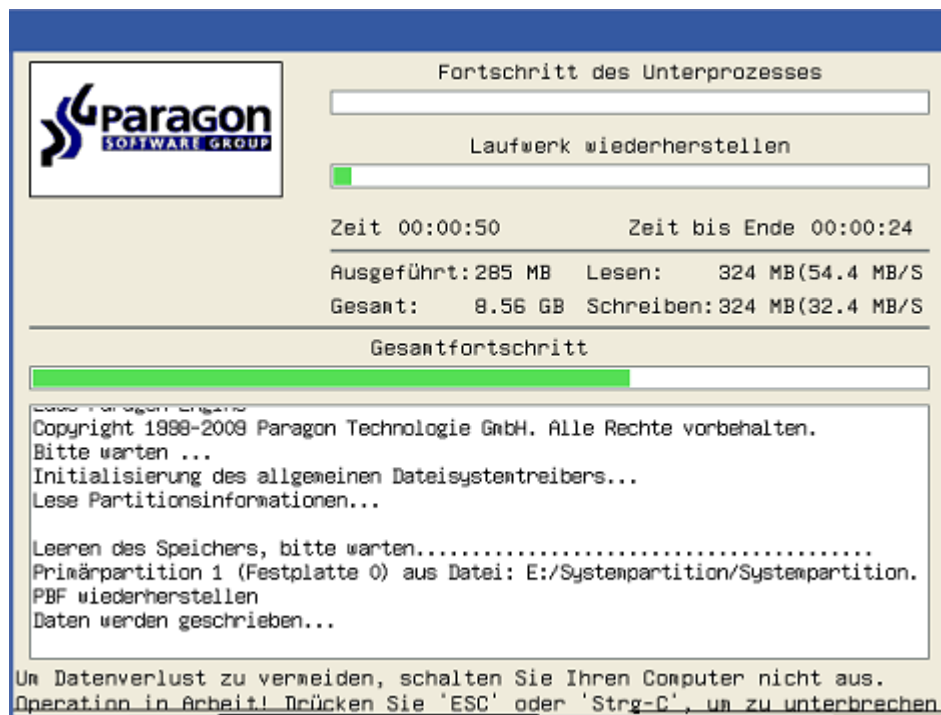 Paragon
SOFTWARE GROUP
Fortschritt des Unterprozesses
Laufwerk wiederherstellen
Zeit 00:00:50 Zeit bis Ende 00:00:24
Ausgeführt: 285 MB Lesen: 324 MB(54.4 MB/S
Gesamt: 8.56 GB Schreiben: 324 MB(32.4 MB/S
Gesamtfortschritt
Paragon Engine
Copyright 1998-2009 Paragon Technologie GmbH. Alle Rechte vorbehalten.
Bitte warten ...
Initialisierung des allgemeinen Dateisystemtreibers...
Lese Partitionsinformationen...
Leeren des Speichers, bitte warten......................................
Primärpartition 1 (Festplatte 0) aus Datei: E:/Systempartition/Systempartition.
PBF wiederherstellen
Daten werden geschrieben...
Um Datenverlust zu vermeiden, schalten Sie Ihren Computer nicht aus.
Operation in Arbeit! Drücken Sie 'ESC' oder 'Strg-C', um zu unterbrechen